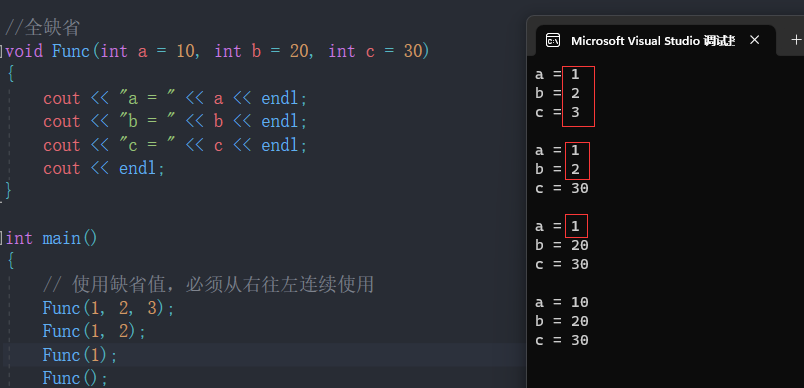 //全缺省
void Func(int a = 10, int b = 20, int c = 30)
{
    cout << "a = " << a << endl;
    cout << "b = " << b << endl;
    cout << "c = " << c << endl;
    cout << endl;
}
int main()
{
    // 使用缺省值，必须从右往左连续使用
    Func(1, 2, 3);
    Func(1, 2);
    Func(1);
    Func();
Microsoft Visual Studio 调试
a = 1
b = 2
c = 3
a = 1
b = 2
c = 30
a = 1
b = 20
c = 30
a = 10
b = 20
c = 30